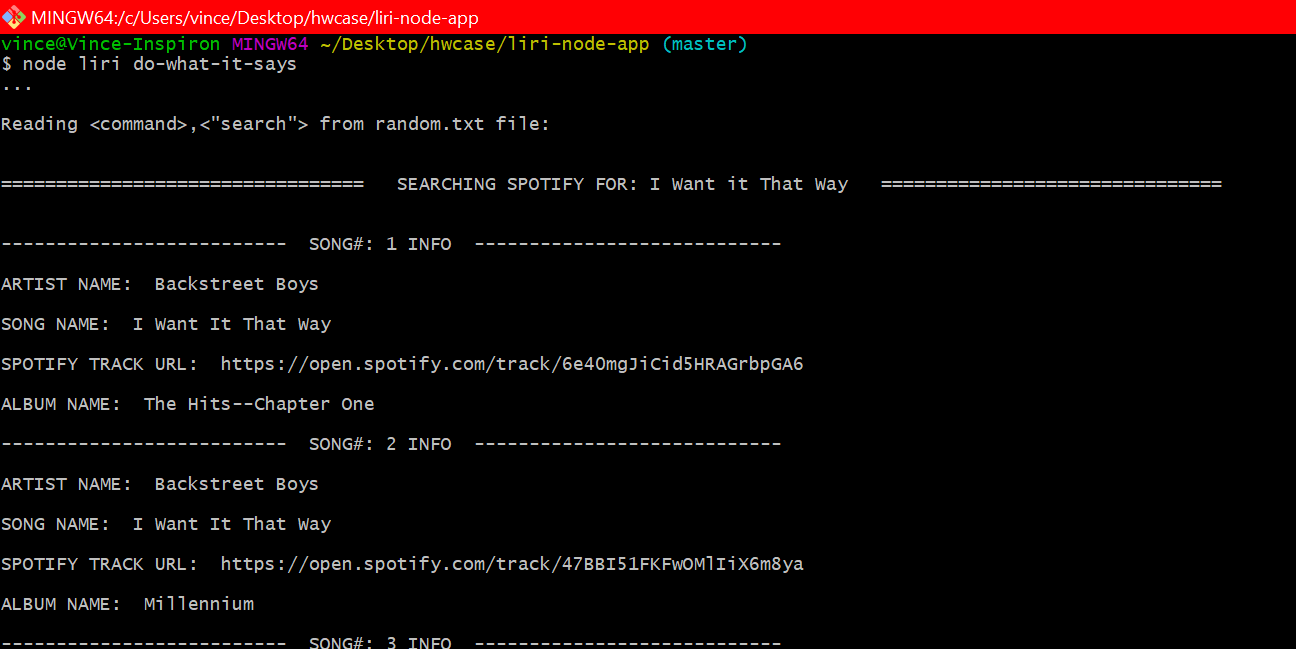 MINGW64:/c/Users/vince/Desktop/hwcase/liri-node-app
vince@Vince-Inspiron MINGW64 ~/Desktop/hwcase/liri-node-app (master)
$ node liri do-what-it-says
...
Reading <command>,<"search"> from random.txt file:
================================= SEARCHING SPOTIFY FOR: I Want it That Way ===============================
-------------------------- SONG#: 1 INFO ----------------------------
ARTIST NAME: Backstreet Boys
SONG NAME: I Want It That Way
SPOTIFY TRACK URL: https://open.spotify.com/track/6e40mgJiCid5HRAGrbpGA6
ALBUM NAME: The Hits--Chapter One
-------------------------- SONG#: 2 INFO ----------------------------
ARTIST NAME: Backstreet Boys
SONG NAME: I Want It That Way
SPOTIFY TRACK URL: https://open.spotify.com/track/47BBI51FKFwOMlIiX6m8ya
ALBUM NAME: Millennium
-------------------------- SONG#: 3 INFO ----------------------------